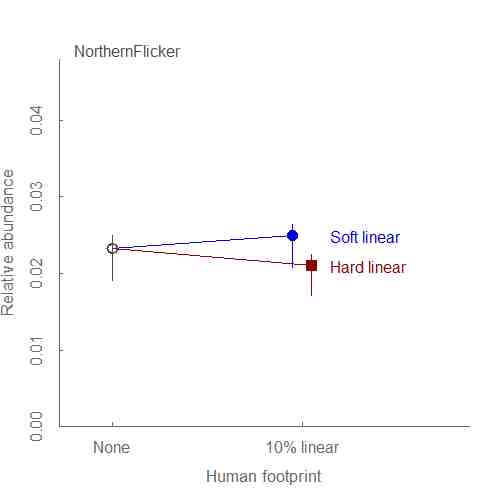 NorthernFlicker
Relative abundance
0.04
0.03
0.02
0.01
0.00
Soft linear
Hard linear
None
10% linear
Human footprint